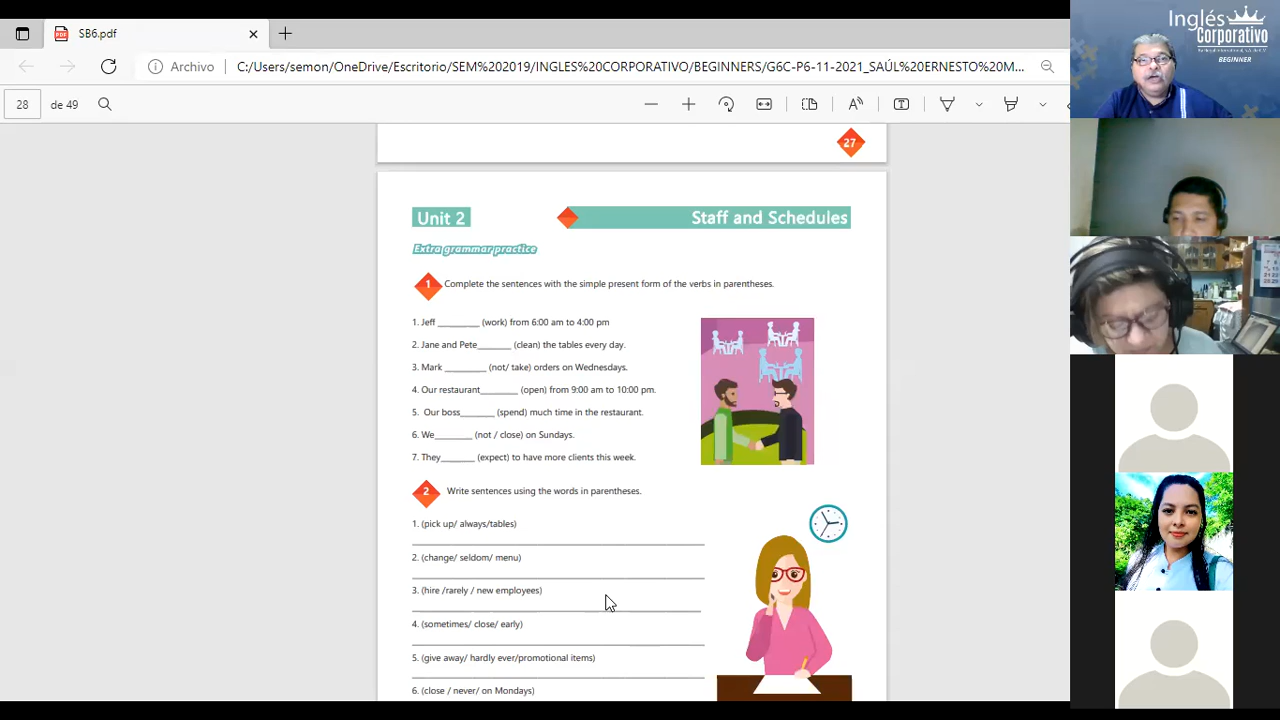 SB6.pdf
Archivo
C:/Users/semon/OneDrive/Escritorio/FM%202019/INGLES%20CORPORATIVO/BEGINNERS/G6C-P6-11-2021_SAÚL%20ERNESTO%20M...
28
de 49
27
Unit 2
Staff and Schedules
Extra grammar practice
1 Complete the sentences with the simple present form of the verbs in parentheses.
1. Jeff ________ (work) from 6:00 am to 4:00 pm
2. Jane and Pete_______ (clean) the tables every day.
3. Mark ________ (not/ take) orders on Wednesdays.
4. Our restaurant_______ (open) from 9:00 am to 10:00 pm.
5. Our boss_______ (spend) much time in the restaurant.
6. We________ (not / close) on Sundays.
7. They_______ (expect) to have more clients this week.
2 Write sentences using the words in parentheses.
1. (pick up/ always/tables)
2. (change/ seldom/ menu)
3. (hire /rarely / new employees)
4. (sometimes/ close/ early)
5. (give away/ hardly ever/promotional items)
6. (close / never/ on Mondays)
Inglés
Corporativo
BEGINNER